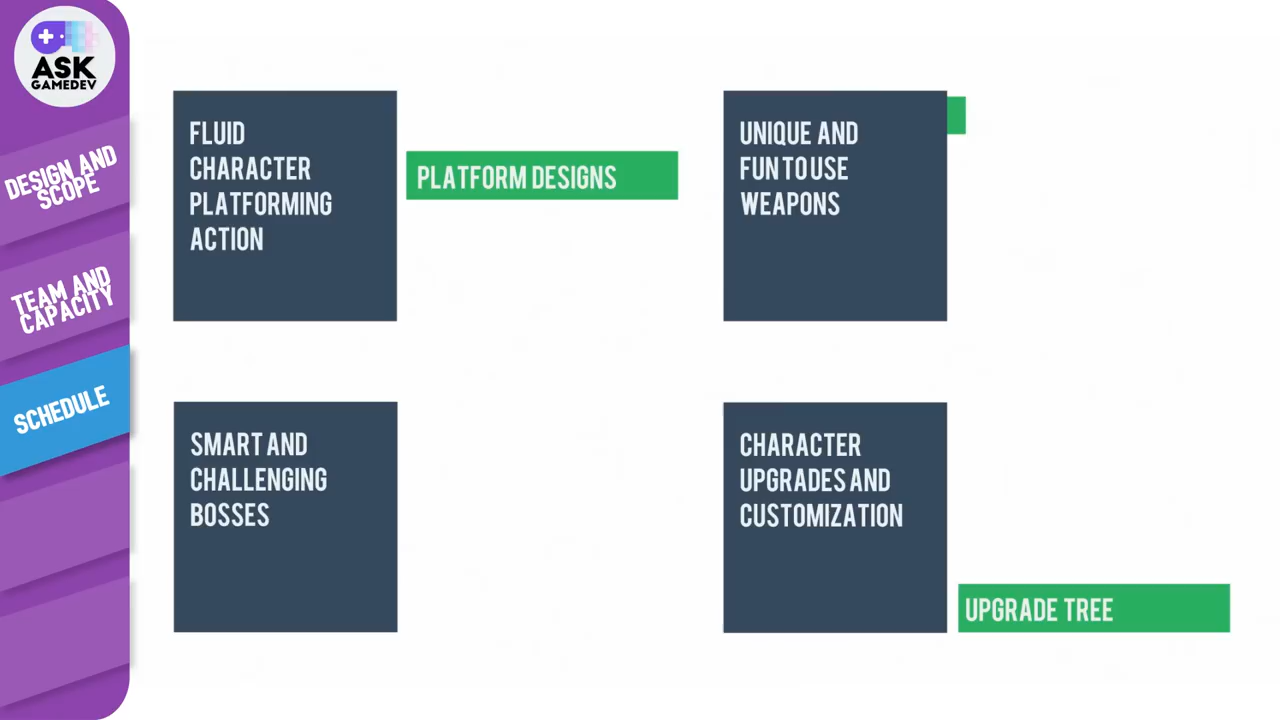 ASK
GAMEDEV
DESIGN AND
SCOPE
TEAM AND
CAPACITY
SCHEDULE
FLUID
CHARACTER
PLATFORMING
ACTION
PLATFORM DESIGNS
UNIQUE AND
FUN TO USE
WEAPONS
SMART AND
CHALLENGING
BOSSES
CHARACTER
UPGRADES AND
CUSTOMIZATION
UPGRADE TREE